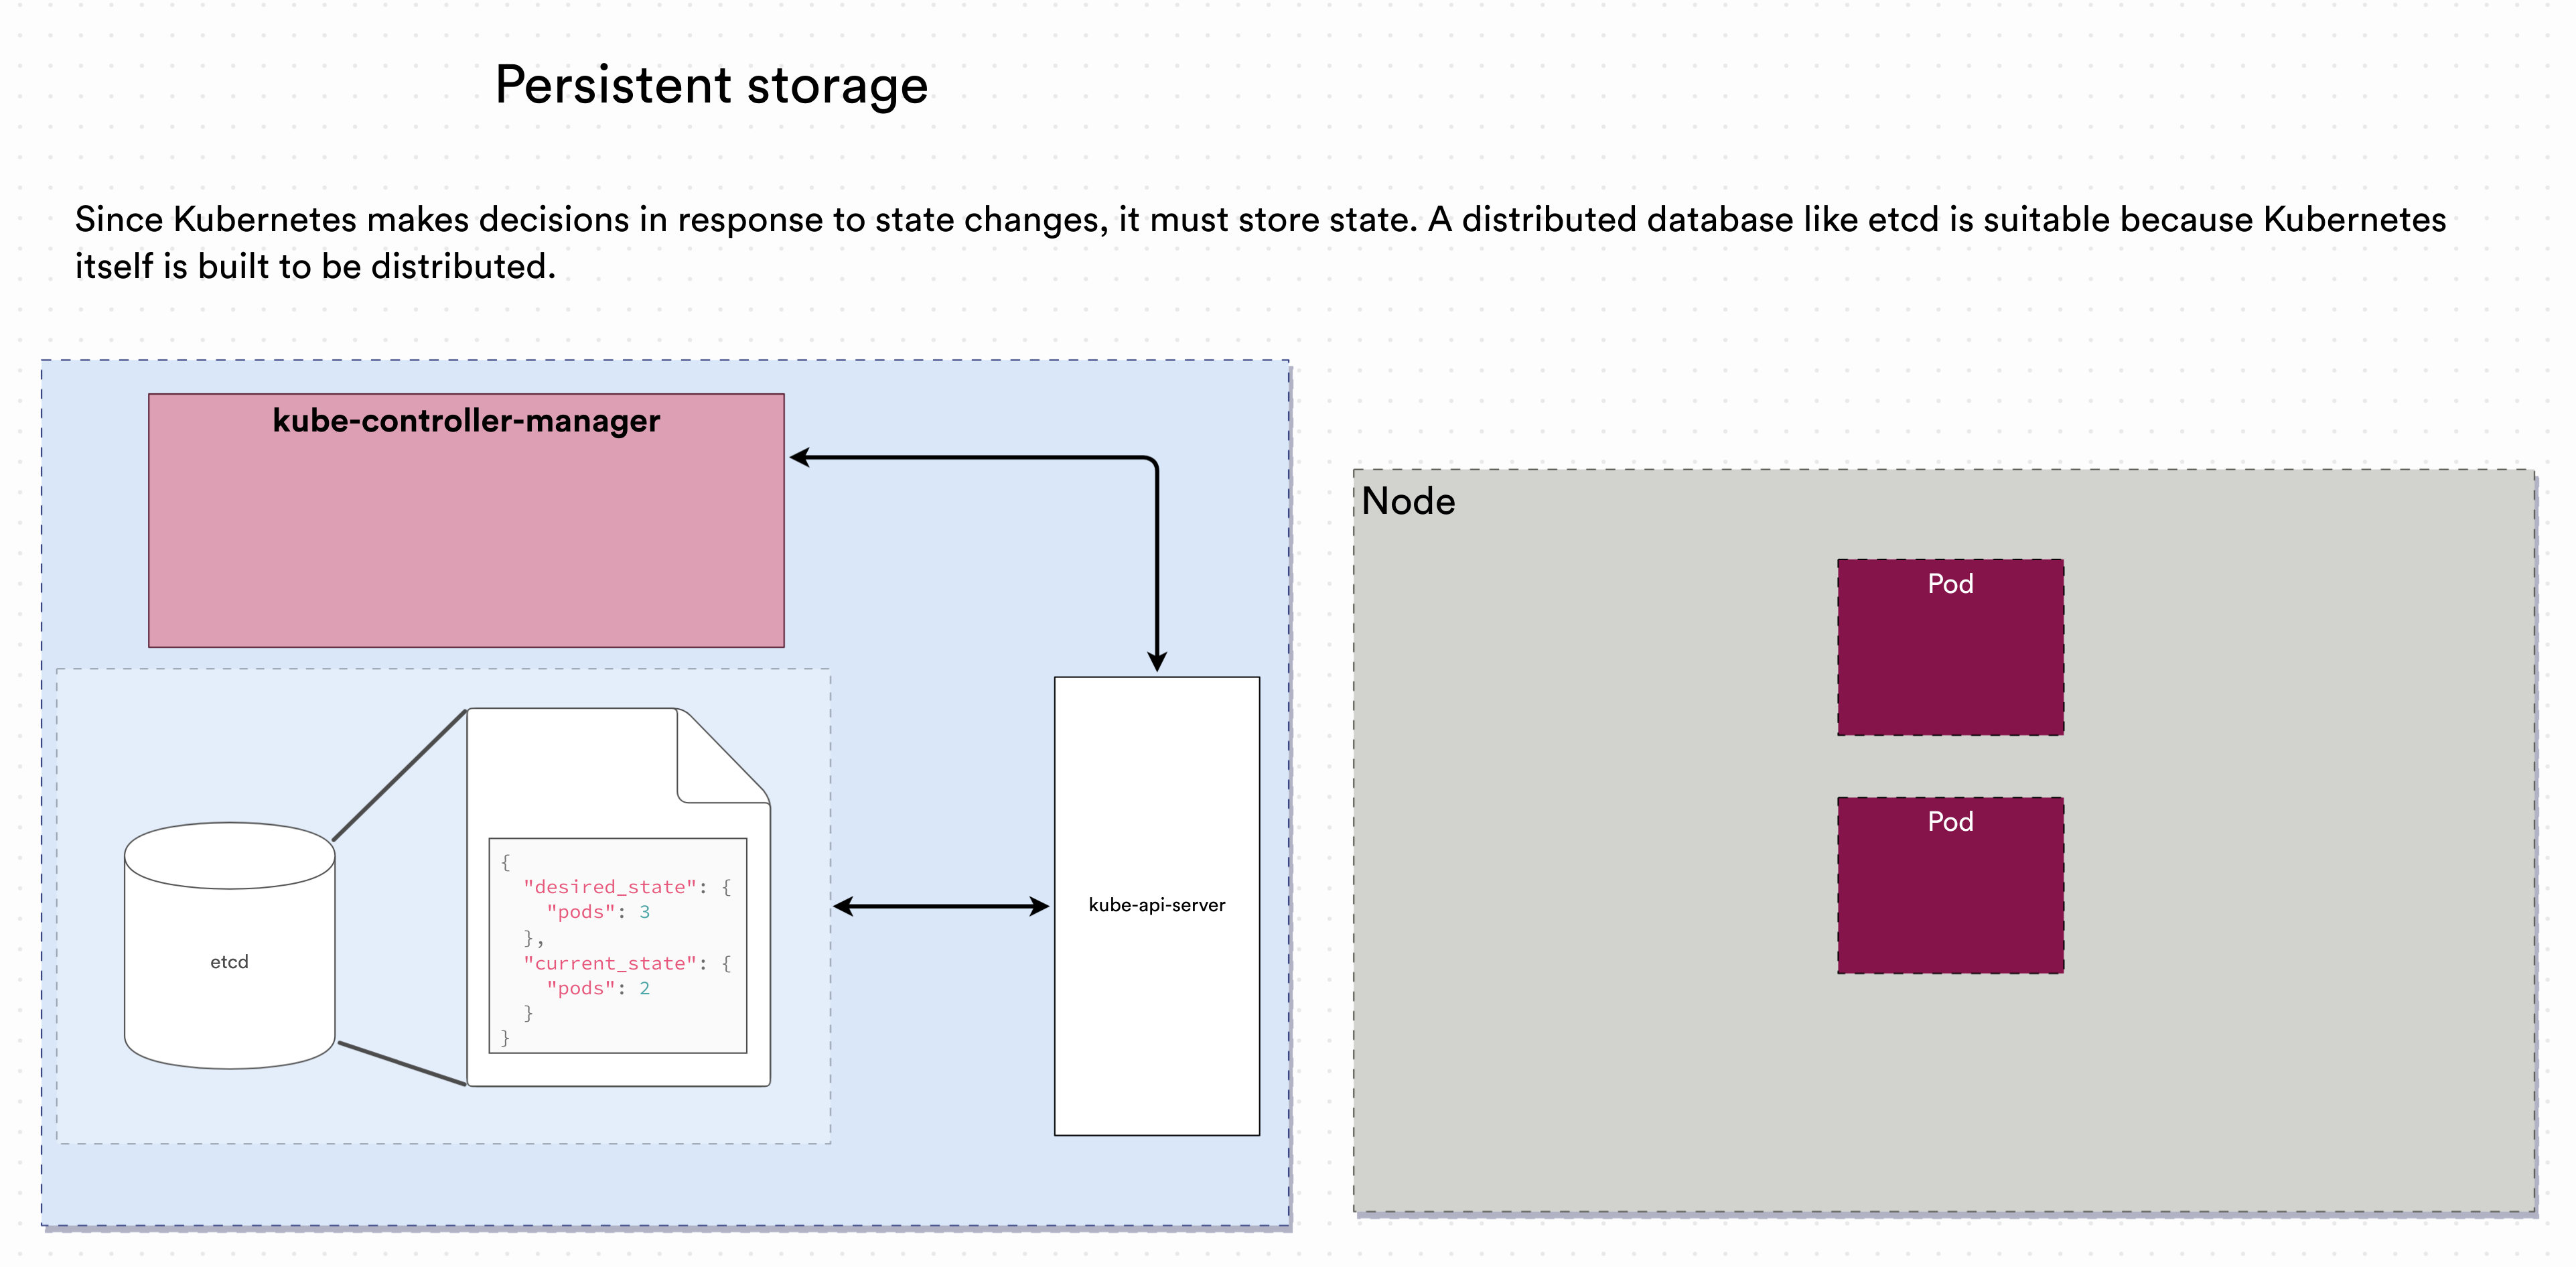 Persistent storage
Since Kubernetes makes decisions in response to state changes, it must store state. A distributed database like etcd is suitable because Kubernetes
itself is built to be distributed.
kube-controller-manager
etcd
{
  "desired_state": {
    "pods": 3
  },
  "current_state": {
    "pods": 2
  }
}
kube-api-server
Node
Pod
Pod